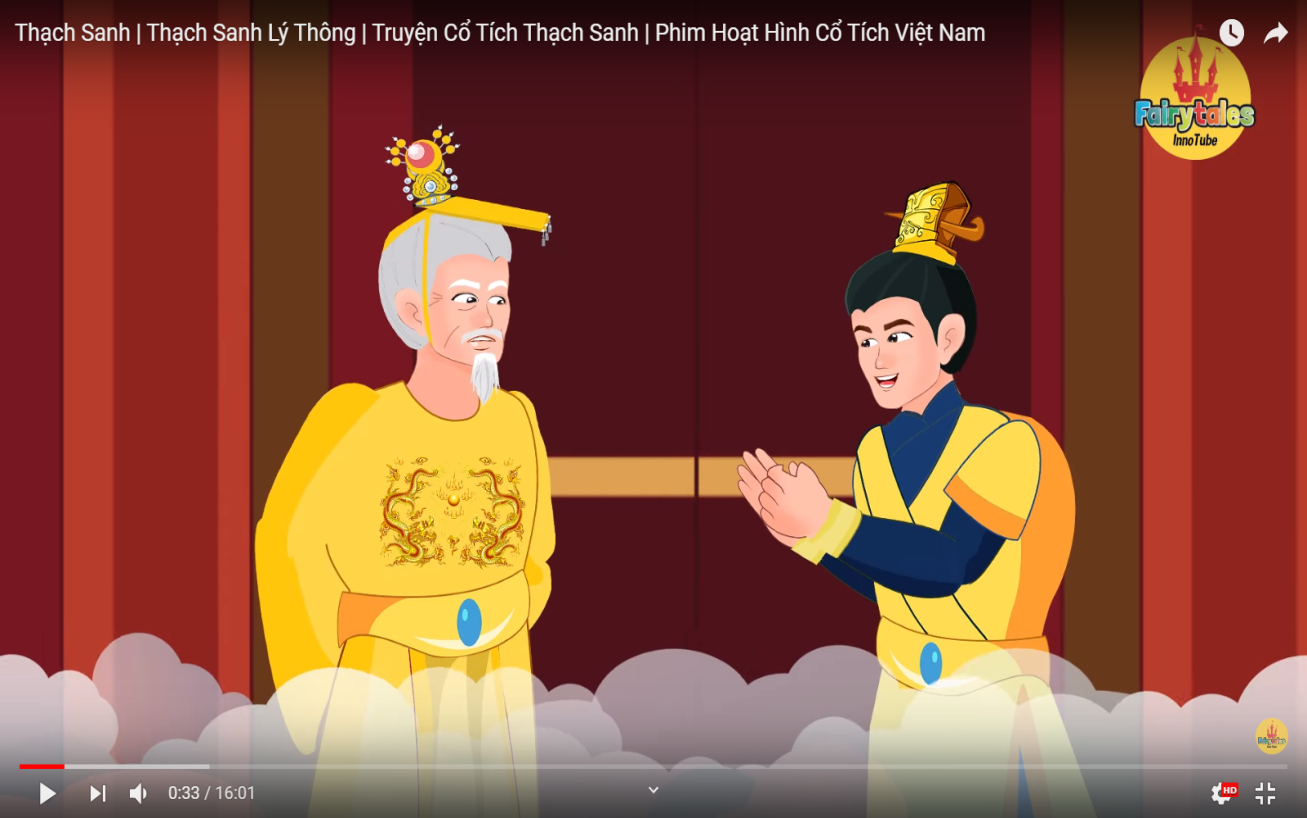 Thạch Sanh | Thạch Sanh Lý Thông | Truyện Cổ Tích Thạch Sanh | Phim Hoạt Hình Cổ Tích Việt Nam
Fairytales
InnoTube
0:33 / 16:01
HD